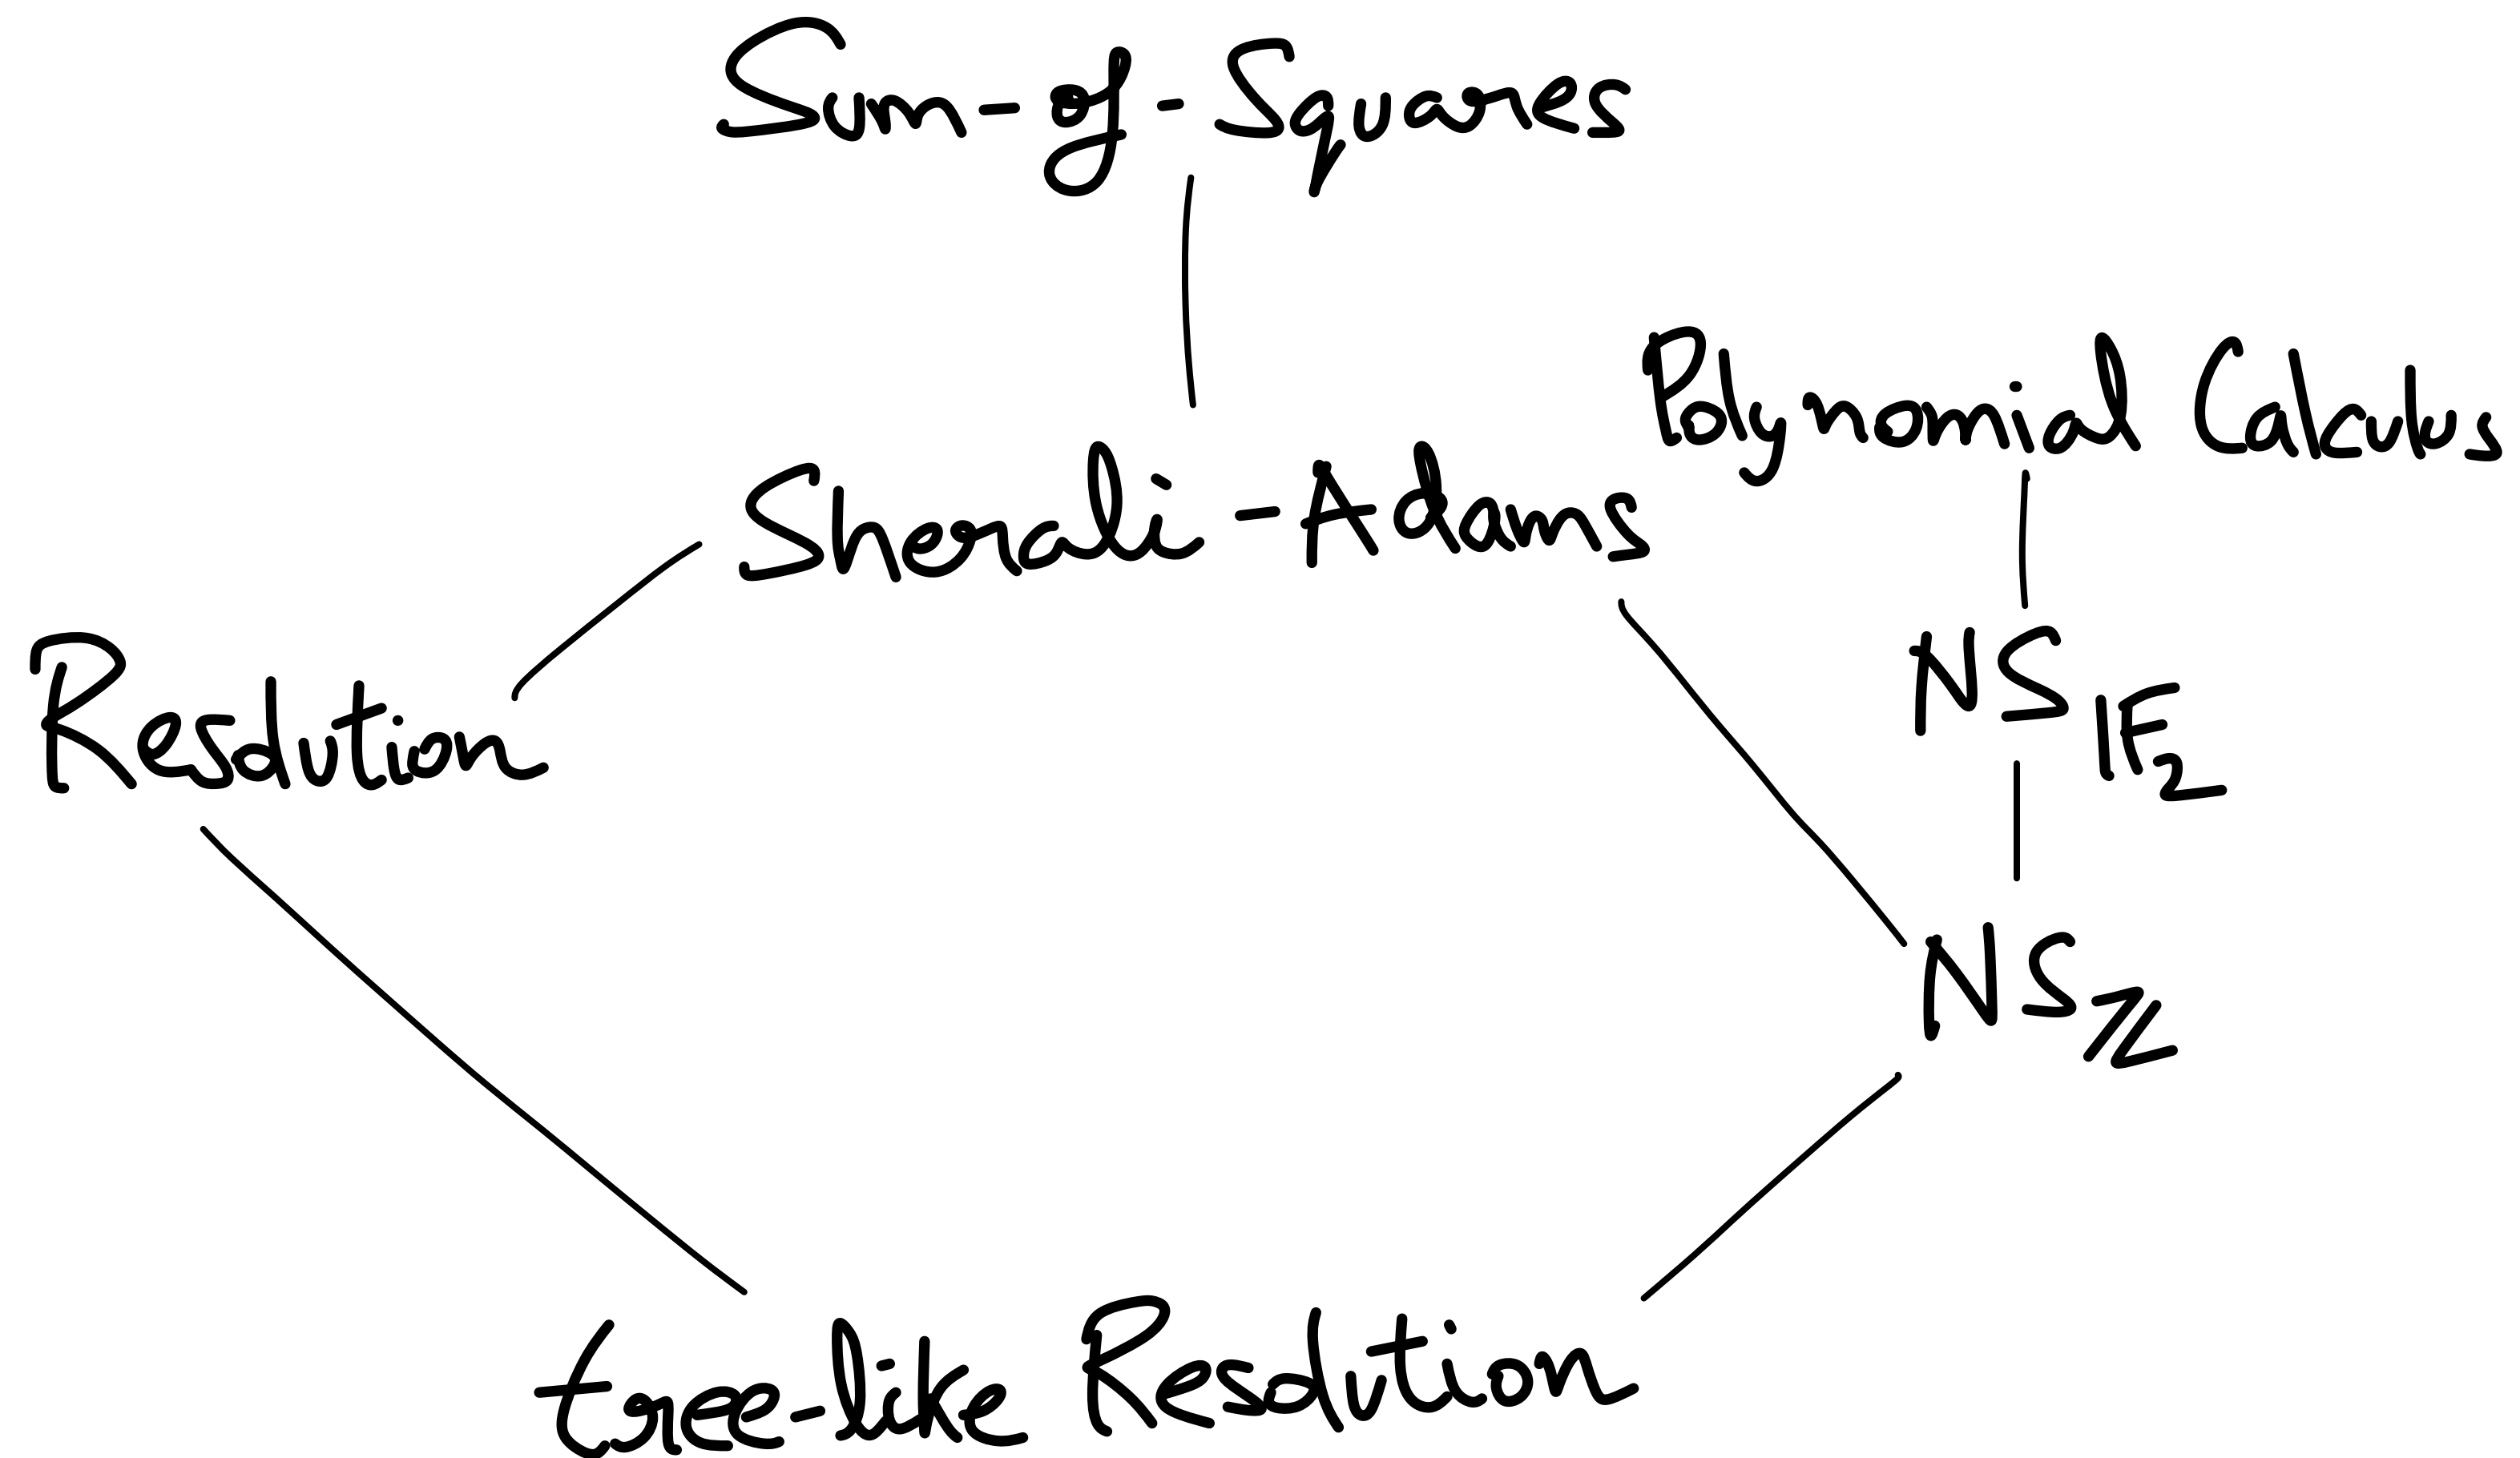 Sum-of-Squares
Polynomial Calculus
Sherali-Adams
Resolution
NS𝔽₂
NSℤ
tree-like Resolution